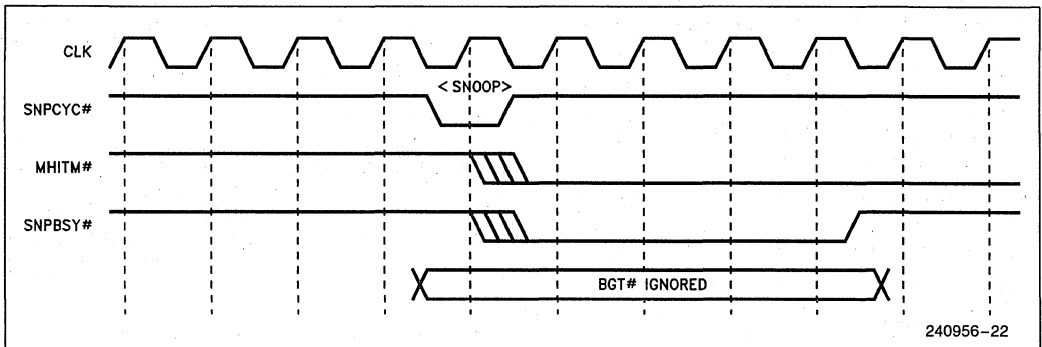 CLK
< SNOOP>
SNPCYC#
MHITM#
SNPBSY#
BGT# IGNORED
240956-22